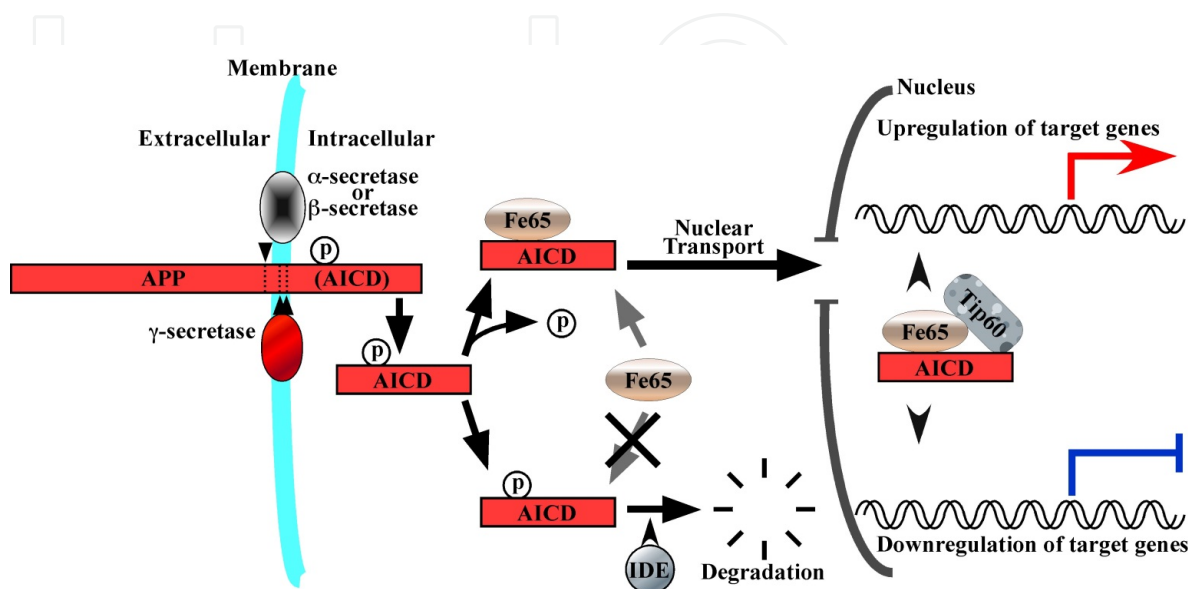 Membrane
Extracellular
Intracellular
α-secretase
or
β-secretase
P
APP
(AICD)
γ-secretase
P
AICD
Fe65
AICD
P
Fe65
P
AICD
IDE
Degradation
Nuclear
Transport
Nucleus
Upregulation of target genes
Tip60
Fe65
AICD
Downregulation of target genes